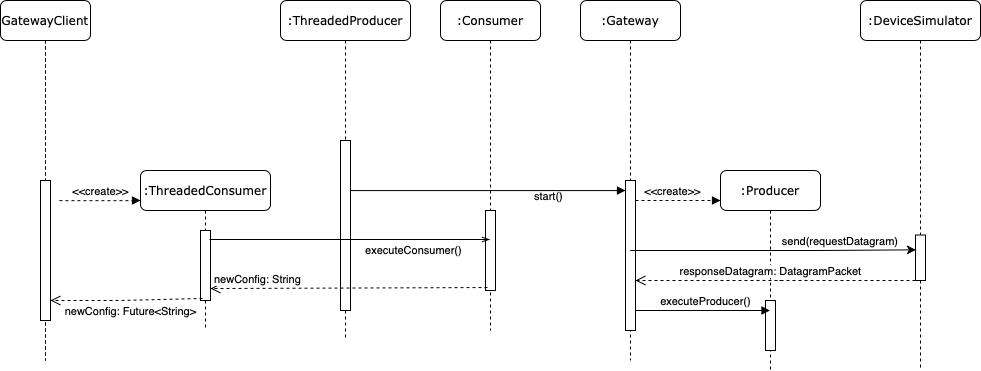 GatewayClient
:ThreadedProducer
:Consumer
:Gateway
:DeviceSimulator
<<create>>
:ThreadedConsumer
start()
<<create>>
:Producer
executeConsumer()
send(requestDatagram)
newConfig: String
responseDatagram: DatagramPacket
newConfig: Future<String>
executeProducer()